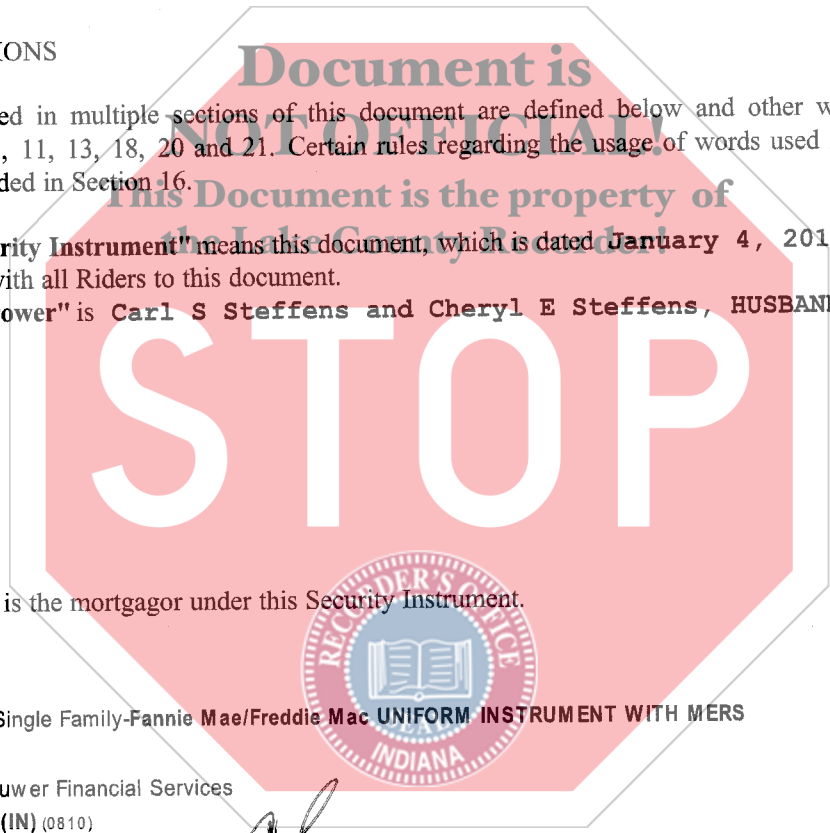 IONS
Document is
ed in multiple sections of this document are defined below and other w
NOT OFFICIAL!
, 11, 13, 18, 20 and 21. Certain rules regarding the usage of words used
ded in Section 16.
This Document is the property of
the Lake County Recorder!
rity Instrument" means this document, which is dated January 4, 201
with all Riders to this document.
ower" is Carl S Steffens and Cheryl E Steffens, HUSBAND
STOP
is the mortgagor under this Security Instrument.
RECORDER'S OFFICE
Single Family-Fannie Mae/Freddie Mac UNIFORM INSTRUMENT WITH MERS
INDIANA
uwer Financial Services
(IN) (0810)